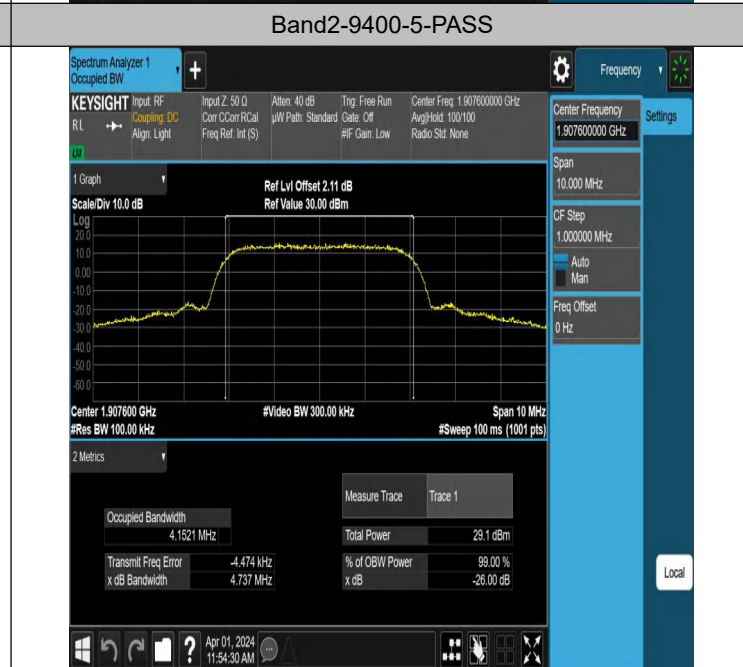 Band2-9400-5-PASS
Spectrum Analyzer 1
Occupied BW
Frequency
KEYSIGHT
RL
LXI
Input: RF
Coupling: DC
Align: Light
Input Z: 50 Ω
Corr CCorr RCal
Freq Ref: Int (S)
Atten: 40 dB
µW Path: Standard
Trig: Free Run
Gate: Off
#IF Gain: Low
Center Freq: 1.907600000 GHz
Avg|Hold: 100/100
Radio Std: None
Center Frequency
1.907600000 GHz
Settings
Span
10.000 MHz
CF Step
1.000000 MHz
Auto
Man
Freq Offset
0 Hz
1 Graph
Scale/Div 10.0 dB
Ref Lvl Offset 2.11 dB
Ref Value 30.00 dBm
Log
20.0
10.0
0.00
-10.0
-20.0
-30.0
-40.0
-50.0
-60.0
Center 1.907600 GHz
#Video BW 300.00 kHz
Span 10 MHz
#Res BW 100.00 kHz
#Sweep 100 ms (1001 pts)
2 Metrics
Measure Trace
Trace 1
Occupied Bandwidth
4.1521 MHz
Total Power
29.1 dBm
Transmit Freq Error
-4.474 kHz
% of OBW Power
99.00 %
x dB Bandwidth
4.737 MHz
x dB
-26.00 dB
Local
?
Apr 01, 2024
11:54:30 AM